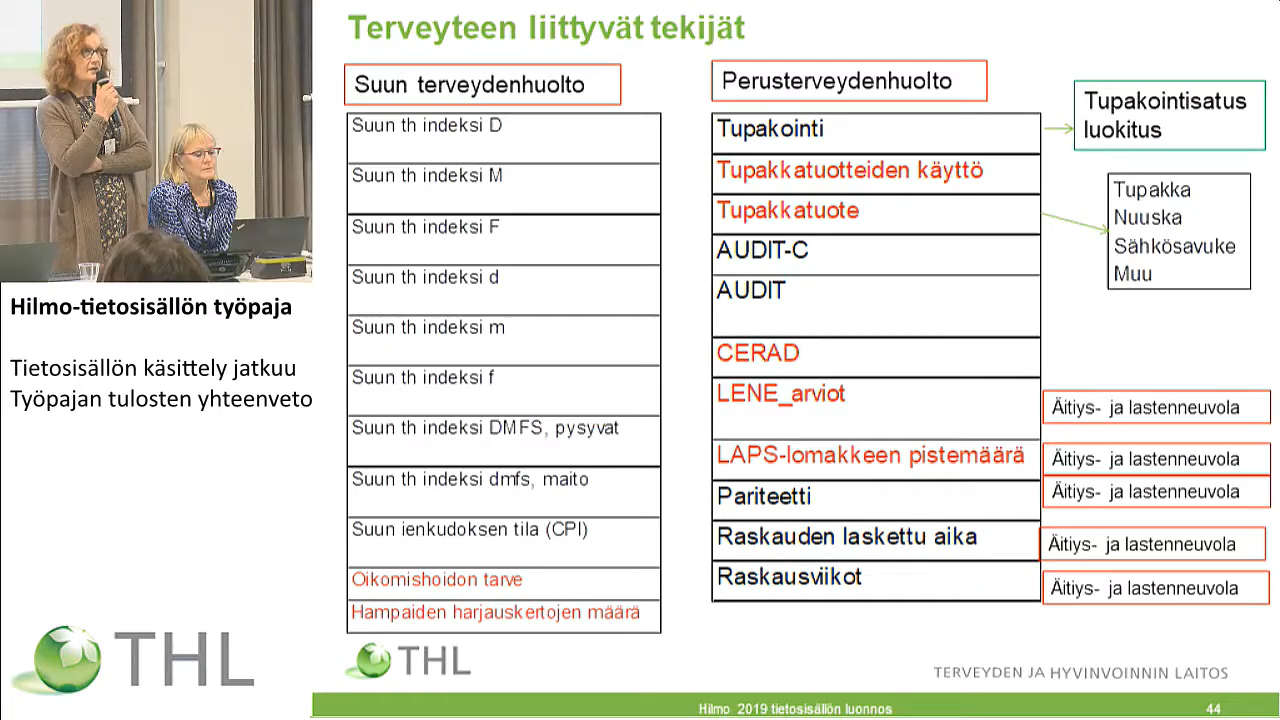 Terveyteen liittyvät tekijät
Suun terveydenhuolto
Suun th indeksi D
Suun th indeksi M
Suun th indeksi F
Suun th indeksi d
Suun th indeksi m
Suun th indeksi f
Suun th indeksi DMFS, pysyvat
Suun th indeksi dmfs, maito
Suun ienkudoksen tila (CPI)
Oikomishoidon tarve
Hampaiden harjauskertojen määrä
Perusterveydenhuolto
Tupakointi
Tupakkatuotteiden käyttö
Tupakkatuote
AUDIT-C
AUDIT
CERAD
LENE_arviot
LAPS-lomakkeen pistemäärä
Pariteetti
Raskauden laskettu aika
Raskausviikot
Tupakointisatus
luokitus
Tupakka
Nuuska
Sähkösavuke
Muu
Äitiys- ja lastenneuvola
Äitiys- ja lastenneuvola
Äitiys- ja lastenneuvola
Äitiys- ja lastenneuvola
Äitiys- ja lastenneuvola
Hilmo-tietosisällön työpaja
Tietosisällön käsittely jatkuu
Työpajan tulosten yhteenveto
THL
THL
TERVEYDEN JA HYVINVOINNIN LAITOS
Hilmo 2019 tietosisällön luonnos
44